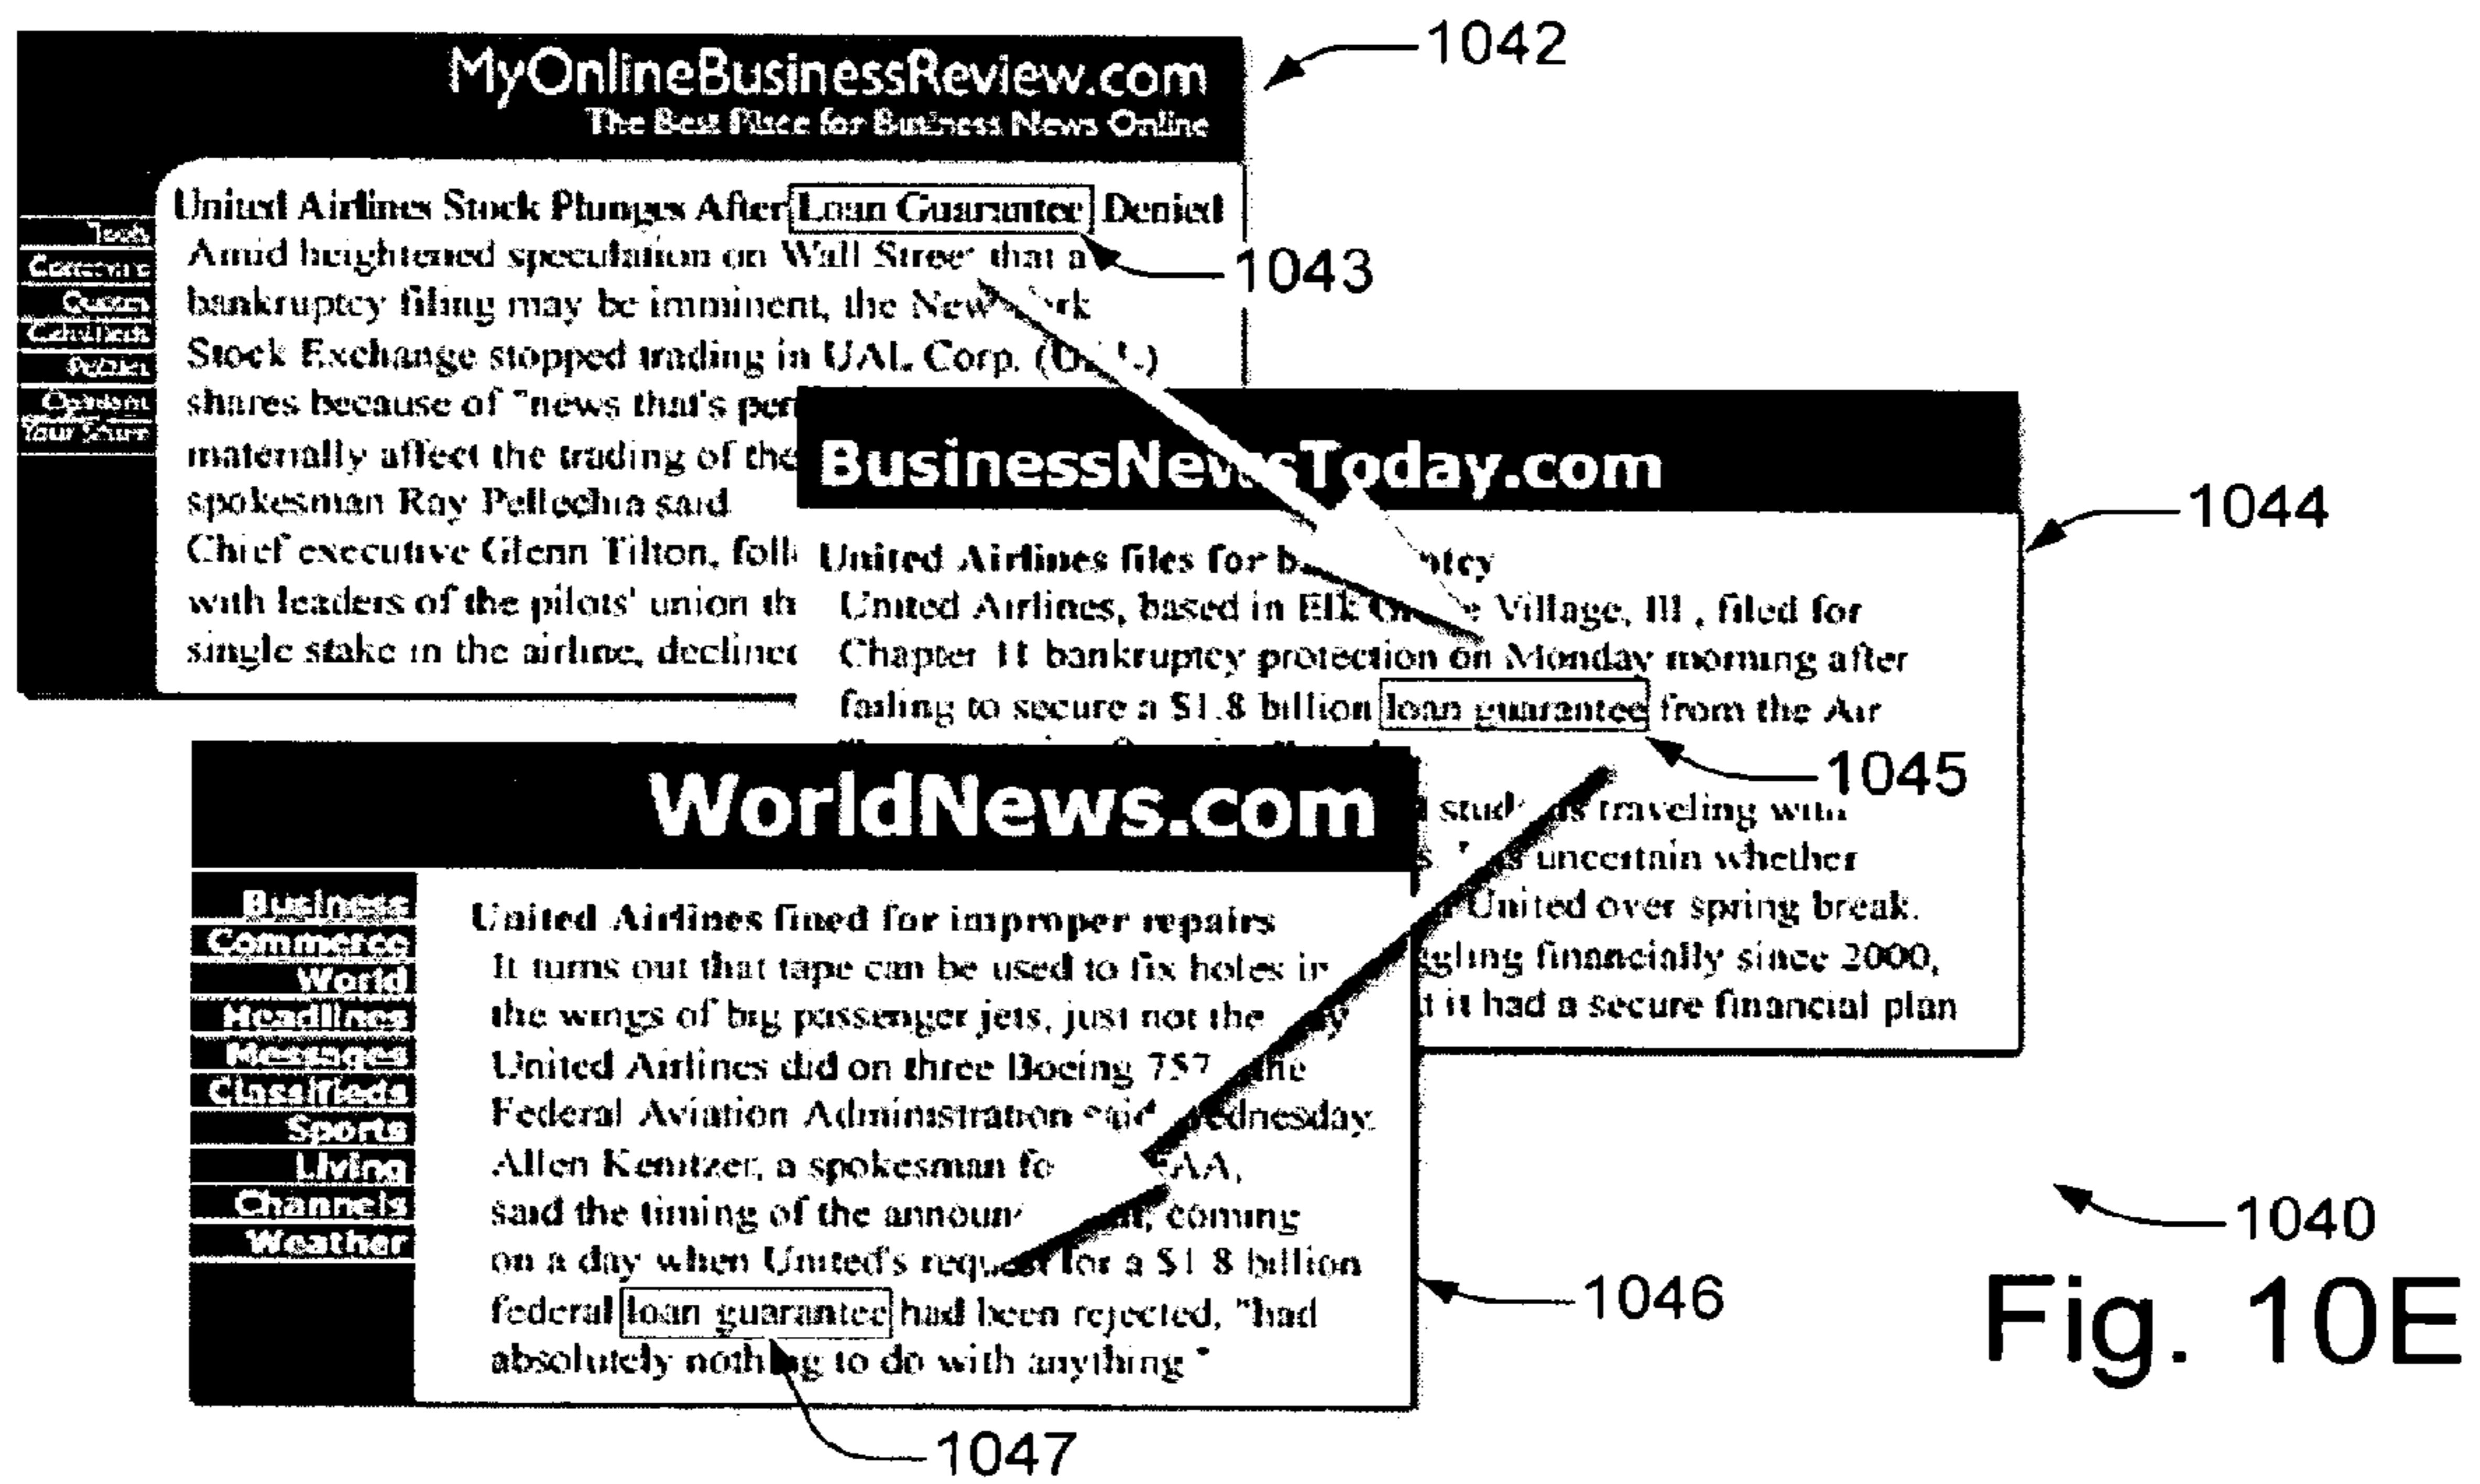 1042
MyOnlineBusinessReview.com
The Best Place for Business News Online
United Airlines Stock Plunges After Loan Guarantee Denied
Amid heightened speculation on Wall Street that a
1043
bankruptcy filing may be imminent, the New
Stock Exchange stopped trading in UAL Corp.
shares because of "news that's
materially affect the trading of the
spokesman Ray Pellechia said
Chief executive Glenn Tilton,
with leaders of the pilots' union
single stake in the airline,
Tech
Politics
Your Stuff
BusinessNewsToday.com
1044
United Airlines files for
United Airlines, based in Elk Village, Ill , filed for
Chapter 11 bankruptcy protection on Monday morning after
failing to secure a $1.8 billion loan guarantee from the Air
1045
traveling with
uncertain whether
United over spring break.
financially since 2000,
it had a secure financial plan
WorldNews.com
Business
Commerce
World
Headlines
Messages
Classifieds
Sports
Living
Channels
Weather
United Airlines fined for improper repairs
It turns out that tape can be used to fix holes in
the wings of big passenger jets, just not the
United Airlines did on three Boeing 757
Federal Aviation Administration said Wednesday.
Allen Kenitzer, a spokesman
said the timing of the coming
on a day when United's request for a $1 8 billion
federal loan guarantee had been rejected, "had
absolutely nothing to do with anything "
1046
1047
1040
Fig. 10E